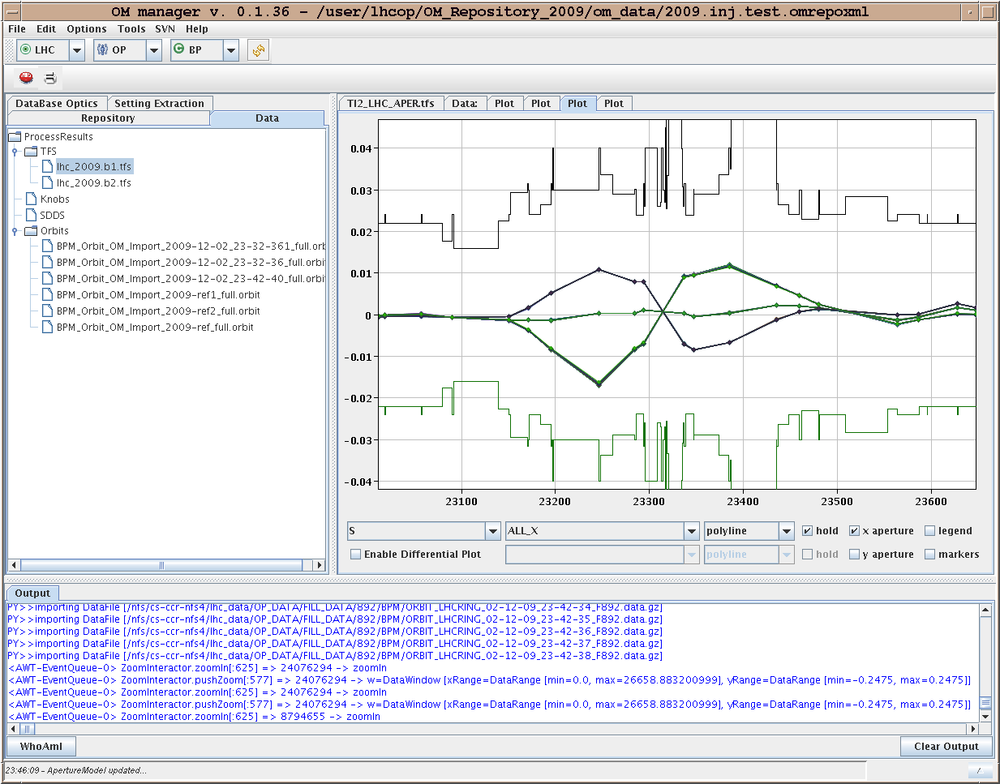 OM manager v. 0.1.36 - /user/lhcop/OM_Repository_2009/om_data/2009.inj.test.omrepoxml
File Edit Options Tools SVN Help
LHC OP BP
DataBase Optics Setting Extraction
Repository Data
ProcessResults
TFS
lhc_2009.b1.tfs
lhc_2009.b2.tfs
Knobs
SDDS
Orbits
BPM_Orbit_OM_Import_2009-12-02_23-32-361_full.orb
BPM_Orbit_OM_Import_2009-12-02_23-32-36_full.orbi
BPM_Orbit_OM_Import_2009-12-02_23-42-40_full.orbi
BPM_Orbit_OM_Import_2009-ref1_full.orbit
BPM_Orbit_OM_Import_2009-ref2_full.orbit
BPM_Orbit_OM_Import_2009-ref_full.orbit
TI2_LHC_APER.tfs Data: Plot Plot Plot Plot
0.04
0.03
0.02
0.01
0
-0.01
-0.02
-0.03
-0.04
23100 23200 23300 23400 23500 23600
S ALL_X polyline hold x aperture legend
Enable Differential Plot polyline hold y aperture markers
Output
PY>>importing DataFile [/nfs/cs-ccr-nfs4/lhc_data/OP_DATA/FILL_DATA/892/BPM/ORBIT_LHCRING_02-12-09_23-42-34_F892.data.gz]
PY>>importing DataFile [/nfs/cs-ccr-nfs4/lhc_data/OP_DATA/FILL_DATA/892/BPM/ORBIT_LHCRING_02-12-09_23-42-35_F892.data.gz]
PY>>importing DataFile [/nfs/cs-ccr-nfs4/lhc_data/OP_DATA/FILL_DATA/892/BPM/ORBIT_LHCRING_02-12-09_23-42-36_F892.data.gz]
PY>>importing DataFile [/nfs/cs-ccr-nfs4/lhc_data/OP_DATA/FILL_DATA/892/BPM/ORBIT_LHCRING_02-12-09_23-42-37_F892.data.gz]
PY>>importing DataFile [/nfs/cs-ccr-nfs4/lhc_data/OP_DATA/FILL_DATA/892/BPM/ORBIT_LHCRING_02-12-09_23-42-38_F892.data.gz]
<AWT-EventQueue-0> ZoomInteractor.zoomIn[:625] => 24076294 -> zoomIn
<AWT-EventQueue-0> ZoomInteractor.pushZoom[:577] => 24076294 -> w=DataWindow [xRange=DataRange [min=0.0, max=26658.883200999], yRange=DataRange [min=-0.2475, max=0.2475]]
<AWT-EventQueue-0> ZoomInteractor.zoomIn[:625] => 24076294 -> zoomIn
<AWT-EventQueue-0> ZoomInteractor.pushZoom[:577] => 24076294 -> w=DataWindow [xRange=DataRange [min=0.0, max=26658.883200999], yRange=DataRange [min=-0.2475, max=0.2475]]
<AWT-EventQueue-0> ZoomInteractor.zoomIn[:625] => 8794655 -> zoomIn
WhoAmI Clear Output
23:46:09 - ApertureModel updated...